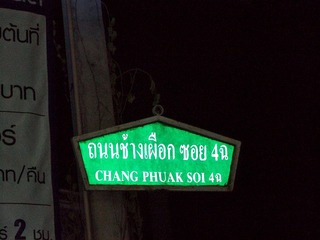 ตันที่
บาท
ร์
าท/คืน
ร์ 2 ชม
ถนนช้างเผือก ซอย 4ฉ
CHANG PHUAK SOI 4ฉ